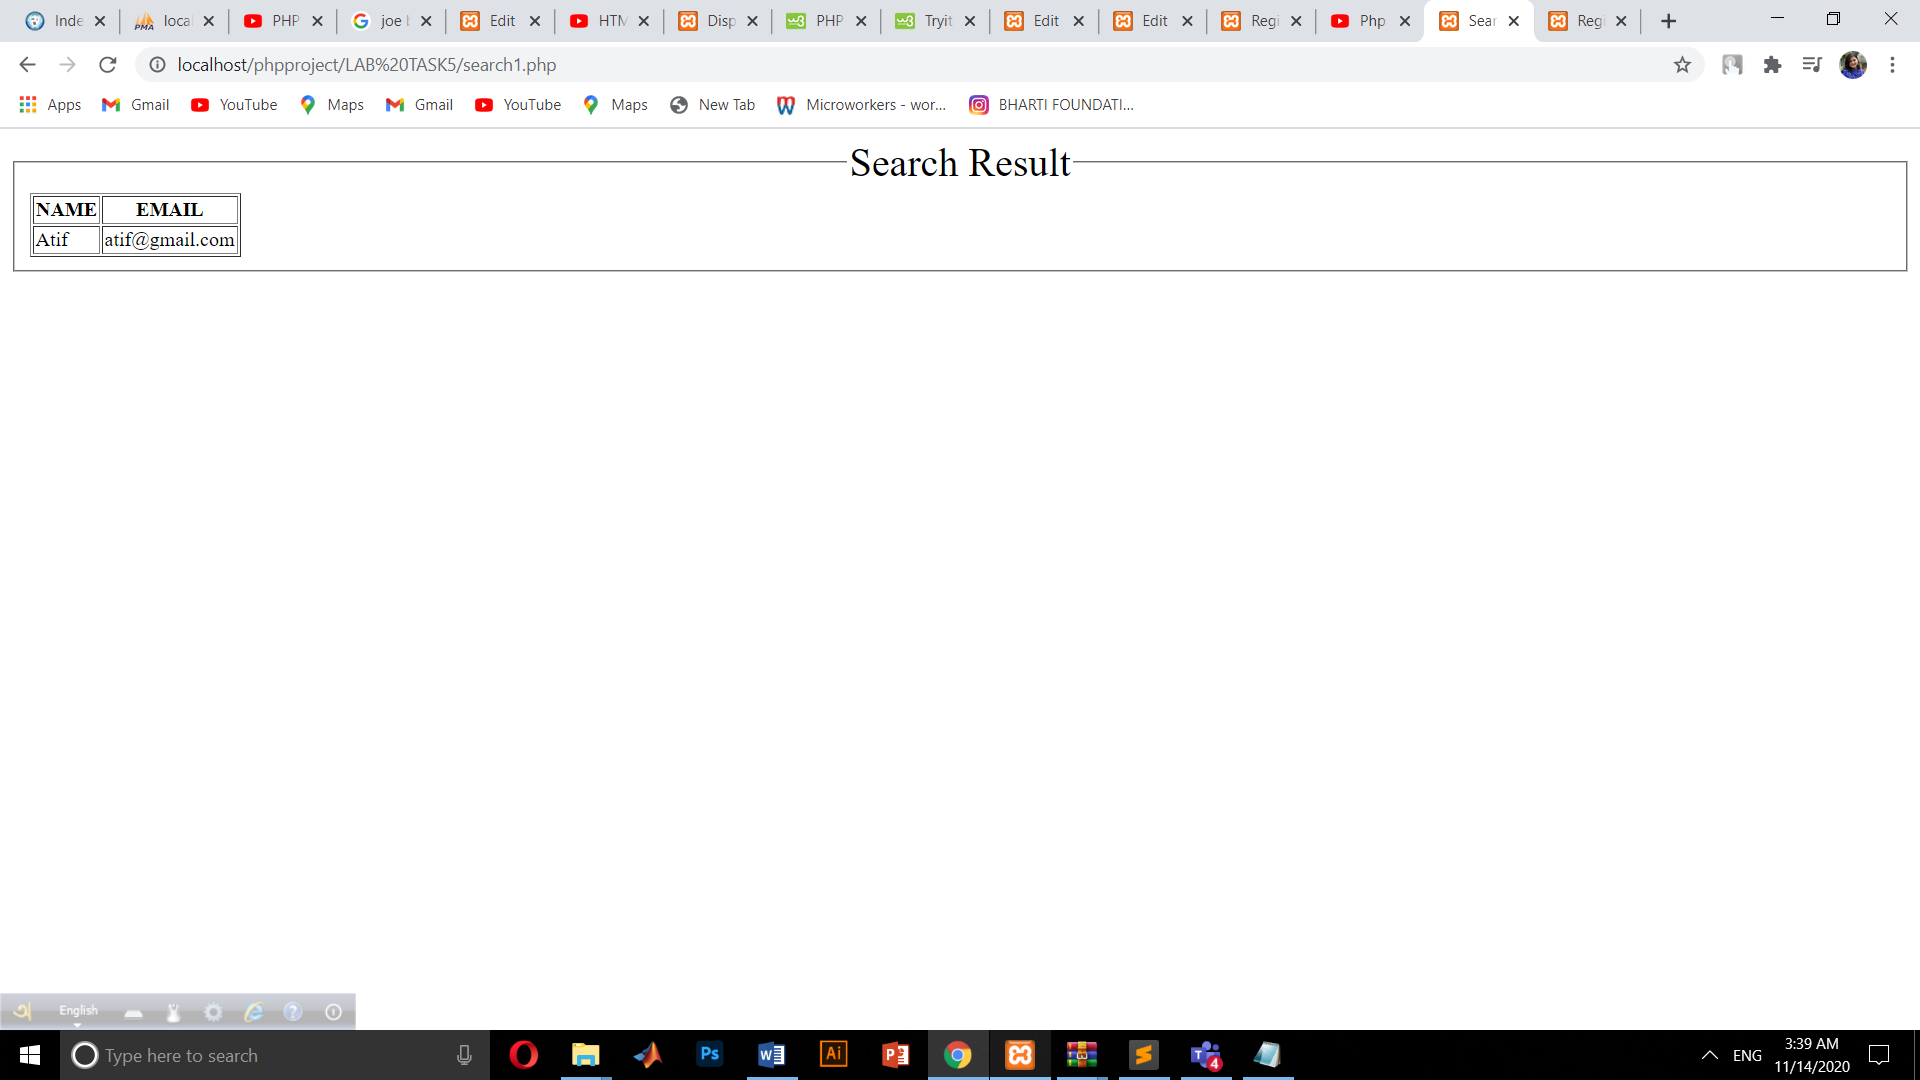 Inde
loca
PHP
joe b
Edit
HTM
Disp
PHP
Tryit
Edit
Edit
Regi
Php
Sear
Regi
localhost/phpproject/LAB%20TASK5/search1.php
Apps
Gmail
YouTube
Maps
Gmail
YouTube
Maps
New Tab
Microworkers - wor...
BHARTI FOUNDATI...
Search Result
NAME EMAIL
Atif atif@gmail.com
English
Type here to search
ENG
3:39 AM
11/14/2020